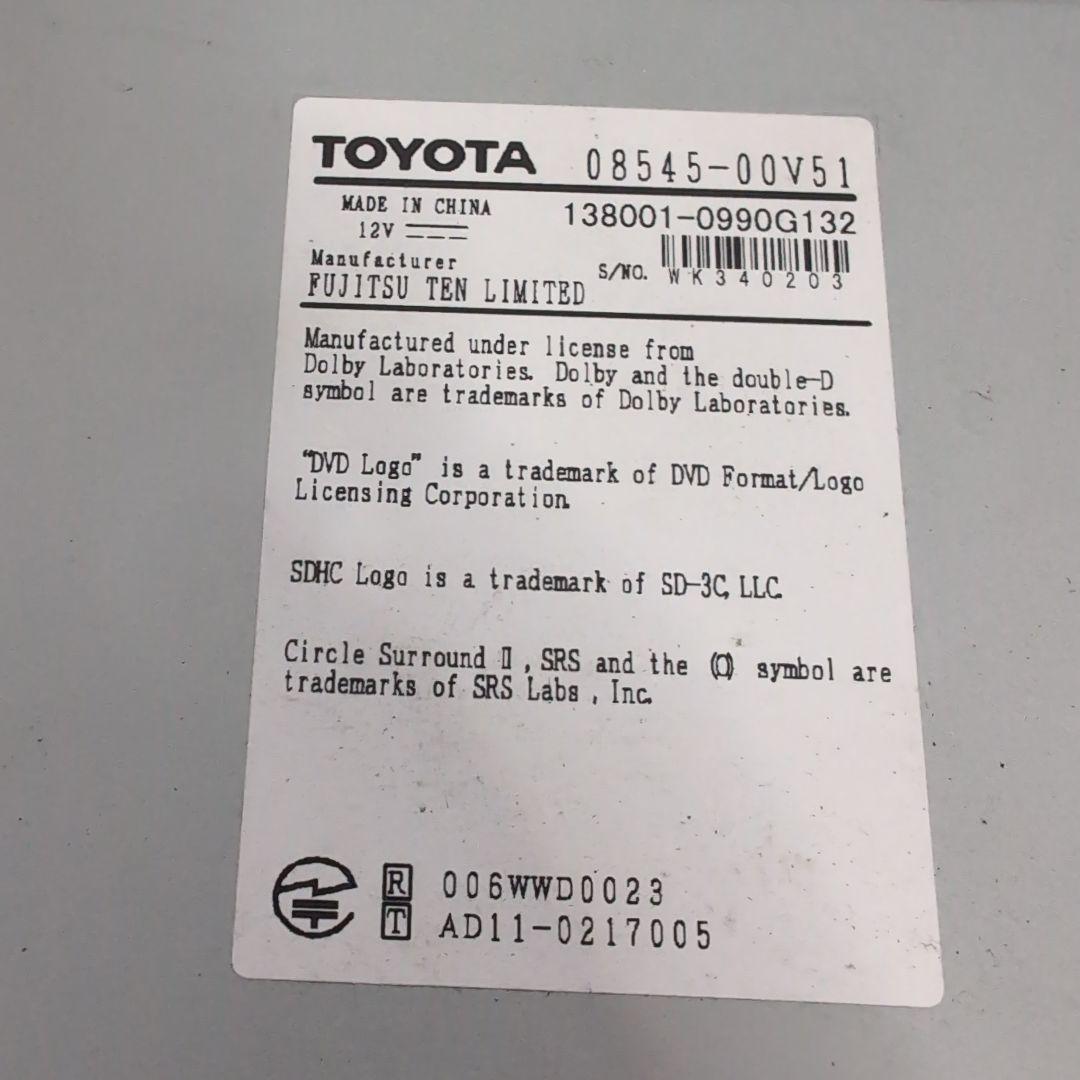 TOYOTA 08545-00V51
MADE IN CHINA 138001-0990G132
12V
Manufacturer S/NO. WK340203
FUJITSU TEN LIMITED
Manufactured under license from
Dolby Laboratories. Dolby and the double-D
symbol are trademarks of Dolby Laboratories.
"DVD Logo" is a trademark of DVD Format/Logo
Licensing Corporation.
SDHC Logo is a trademark of SD-3C, LLC.
Circle Surround Ⅱ, SRS and the symbol are
trademarks of SRS Labs, Inc.
R 006WWD0023
T AD11-0217005